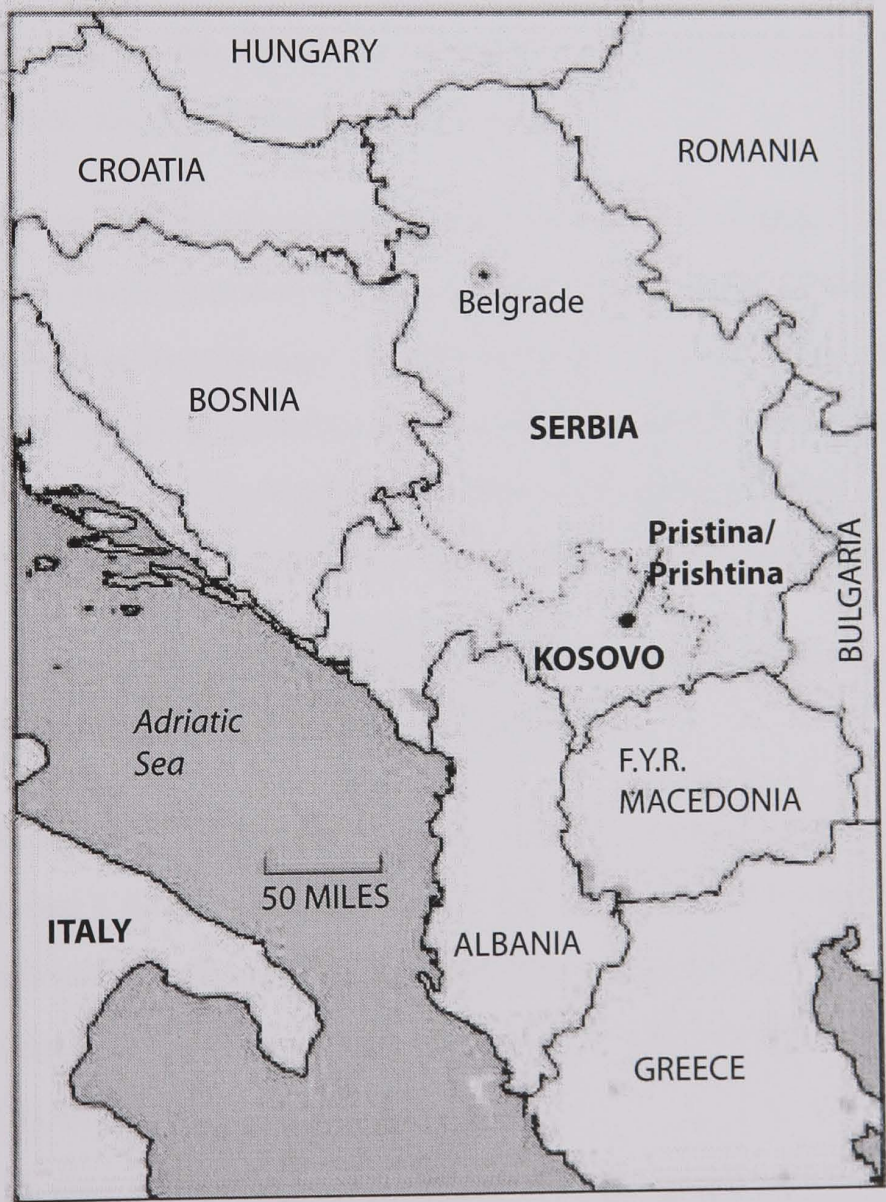 HUNGARY
CROATIA
ROMANIA
Belgrade
BOSNIA
SERBIA
Pristina/
Prishtina
BULGARIA
KOSOVO
Adriatic
Sea
F.Y.R.
MACEDONIA
50 MILES
ITALY
ALBANIA
GREECE